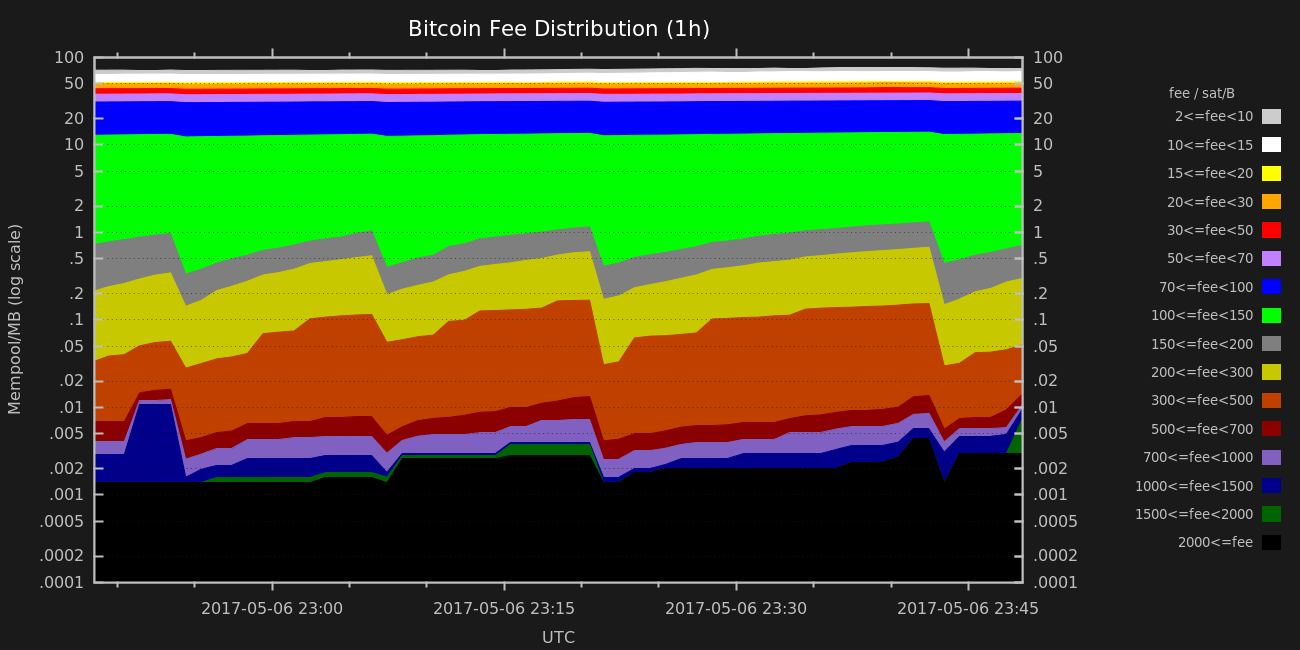 Bitcoin Fee Distribution (1h)
100
50
20
10
5
2
1
.5
.2
.1
.05
.02
.01
.005
.002
.001
.0005
.0002
.0001
Mempool/MB (log scale)
100
50
20
10
5
2
1
.5
.2
.1
.05
.02
.01
.005
.002
.001
.0005
.0002
.0001
2017-05-06 23:00
2017-05-06 23:15
2017-05-06 23:30
2017-05-06 23:45
UTC
fee / sat/B
2<=fee<10
10<=fee<15
15<=fee<20
20<=fee<30
30<=fee<50
50<=fee<70
70<=fee<100
100<=fee<150
150<=fee<200
200<=fee<300
300<=fee<500
500<=fee<700
700<=fee<1000
1000<=fee<1500
1500<=fee<2000
2000<=fee